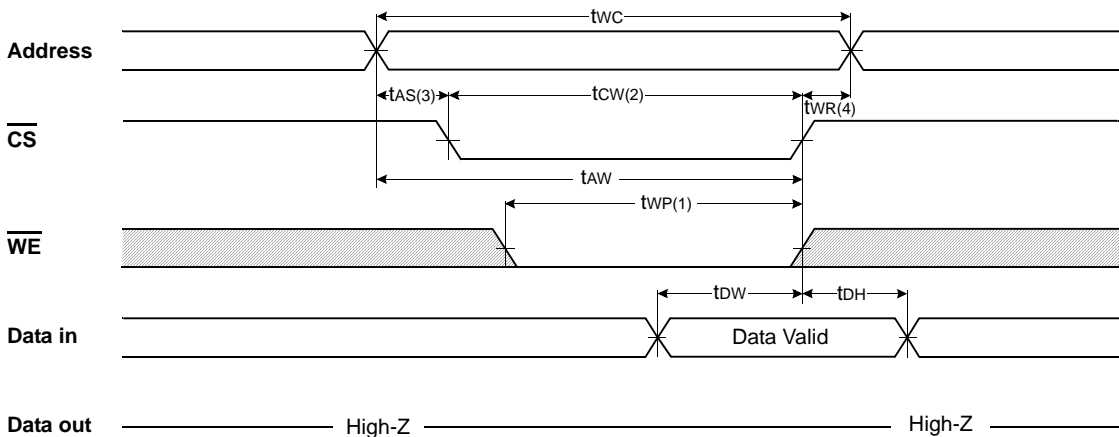 tWC
Address
tAS(3) tCW(2) tWR(4)
CS
tAW
tWP(1)
WE
tDW tDH
Data in Data Valid
Data out High-Z High-Z